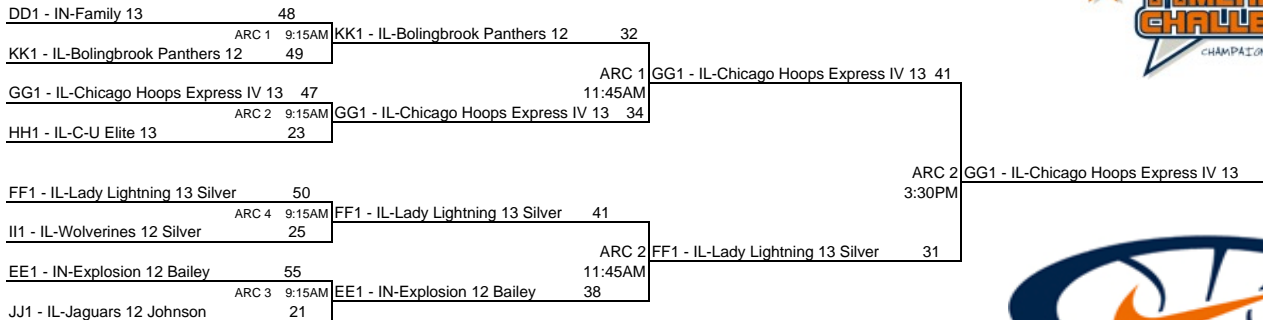 DD1 - IN-Family 13 48
ARC 1 9:15AM KK1 - IL-Bolingbrook Panthers 12 32
KK1 - IL-Bolingbrook Panthers 12 49
ARC 1 GG1 - IL-Chicago Hoops Express IV 13 41
GG1 - IL-Chicago Hoops Express IV 13 47
11:45AM
ARC 2 9:15AM GG1 - IL-Chicago Hoops Express IV 13 34
HH1 - IL-C-U Elite 13 23
ARC 2 GG1 - IL-Chicago Hoops Express IV 13
3:30PM
FF1 - IL-Lady Lightning 13 Silver 50
ARC 4 9:15AM FF1 - IL-Lady Lightning 13 Silver 41
II1 - IL-Wolverines 12 Silver 25
ARC 2 FF1 - IL-Lady Lightning 13 Silver 31
EE1 - IN-Explosion 12 Bailey 55
11:45AM
ARC 3 9:15AM EE1 - IN-Explosion 12 Bailey 38
JJ1 - IL-Jaguars 12 Johnson 21